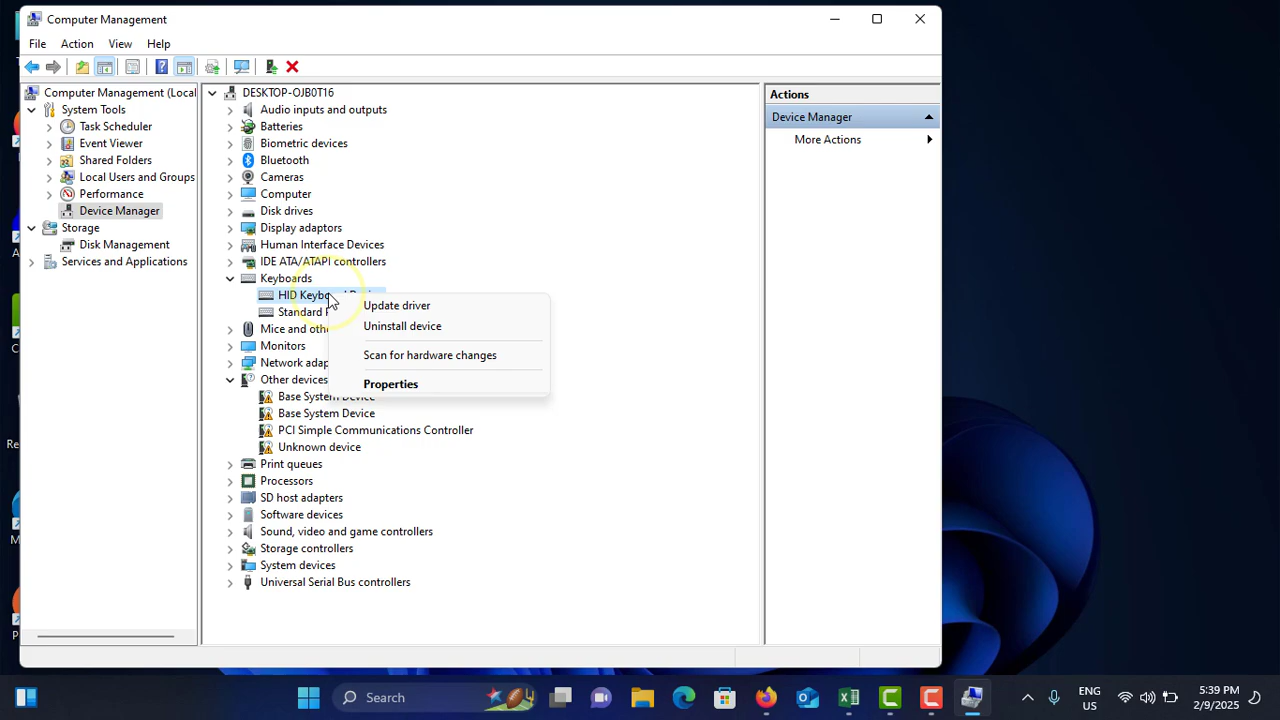 Computer Management
File Action View Help
Computer Management (Local
System Tools
Task Scheduler
Event Viewer
Shared Folders
Local Users and Groups
Performance
Device Manager
Storage
Disk Management
Services and Applications
DESKTOP-OJB0T16
Audio inputs and outputs
Batteries
Biometric devices
Bluetooth
Cameras
Computer
Disk drives
Display adaptors
Human Interface Devices
IDE ATA/ATAPI controllers
Keyboards
HID Keyboard
Standard
Mice and
Monitors
Network
Other devices
Base System Device
Base System Device
PCI Simple Communications Controller
Unknown device
Print queues
Processors
SD host adapters
Software devices
Sound, video and game controllers
Storage controllers
System devices
Universal Serial Bus controllers
Update driver
Uninstall device
Scan for hardware changes
Properties
Actions
Device Manager
More Actions
Search
ENG
US
5:39 PM
2/9/2025